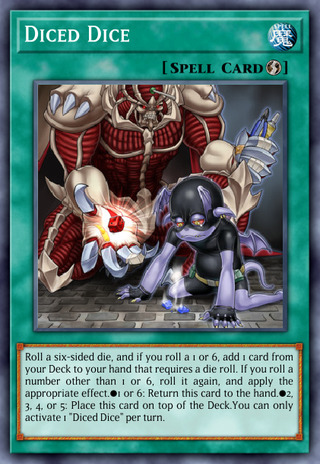 Diced Dice
魔
[Spell Card]
Roll a six-sided die, and if you roll a 1 or 6, add 1 card from
your Deck to your hand that requires a die roll. If you roll a
number other than 1 or 6, roll it again, and apply the
appropriate effect.●1 or 6: Return this card to the hand.●2,
3, 4, or 5: Place this card on top of the Deck.You can only
activate 1 "Diced Dice" per turn.